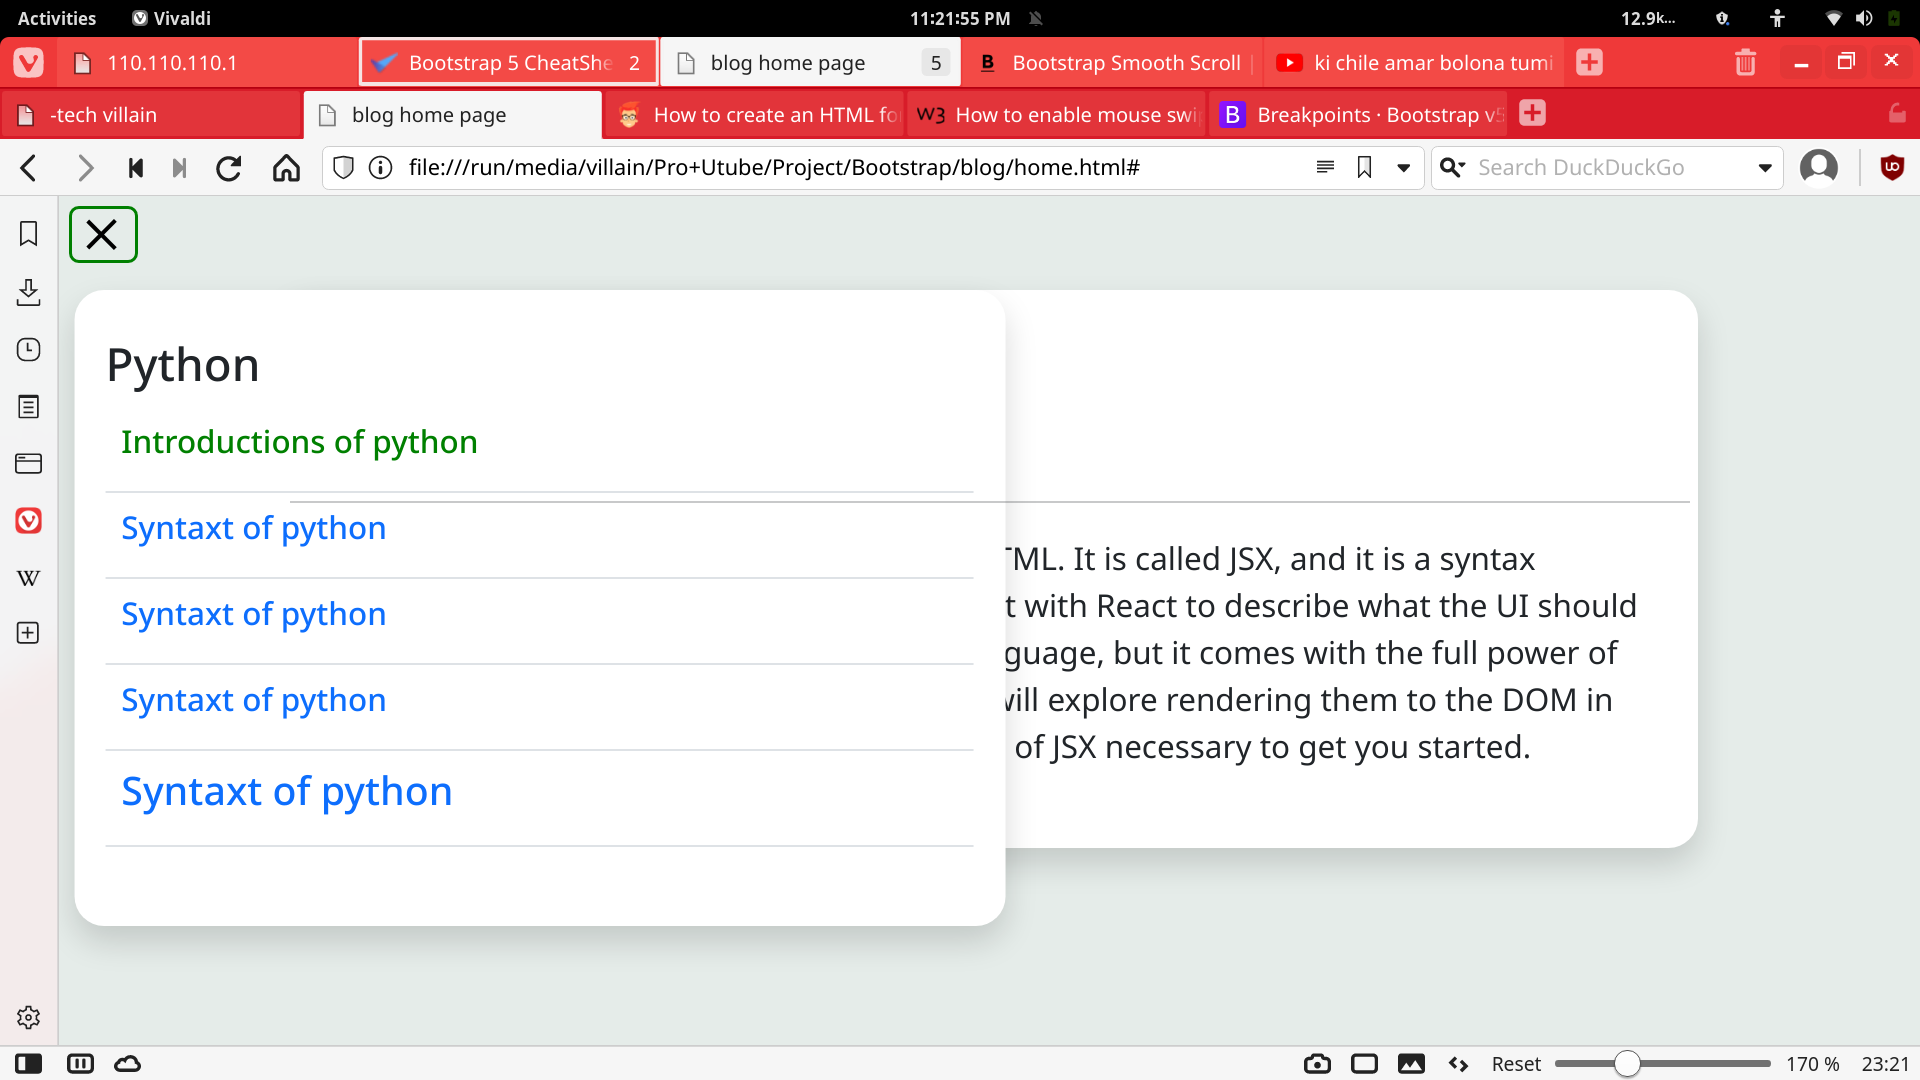 Activities Vivaldi 11:21:55 PM 12.9k...
110.110.110.1 Bootstrap 5 CheatShe 2 blog home page 5 Bootstrap Smooth Scroll ki chile amar bolona tumi
-tech villain blog home page How to create an HTML fo How to enable mouse swi Breakpoints · Bootstrap v5
file:///run/media/villain/Pro+Utube/Project/Bootstrap/blog/home.html# Search DuckDuckGo
Python
Introductions of python
Syntaxt of python
TML. It is called JSX, and it is a syntax
Syntaxt of python
t with React to describe what the UI should
guage, but it comes with the full power of
Syntaxt of python
will explore rendering them to the DOM in
of JSX necessary to get you started.
Syntaxt of python
Reset 170 % 23:21